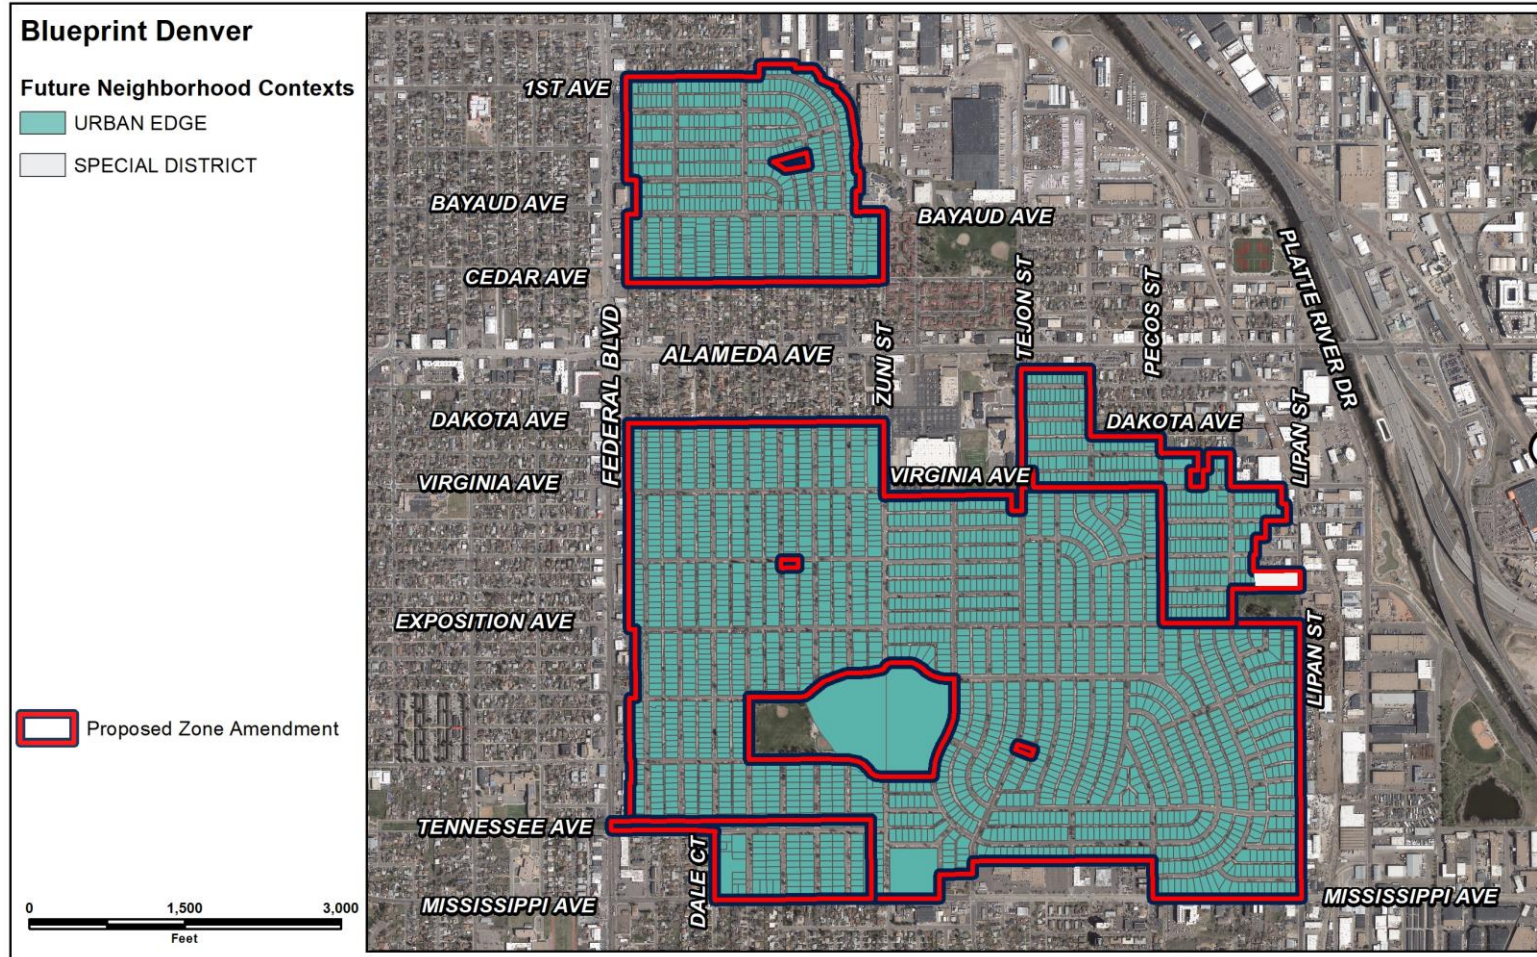 Blueprint Denver
Future Neighborhood Contexts
URBAN EDGE
SPECIAL DISTRICT
Proposed Zone Amendment
0 1,500 3,000
Feet
1ST AVE
BAYAUD AVE
BAYAUD AVE
CEDAR AVE
FEDERAL BLVD
ALAMEDA AVE
ZUNI ST
TEJON ST
PECOS ST
PLATTE RIVER DR
LIPAN ST
DAKOTA AVE
DAKOTA AVE
VIRGINIA AVE
VIRGINIA AVE
EXPOSITION AVE
LIPAN ST
TENNESSEE AVE
DALE CT
MISSISSIPPI AVE
MISSISSIPPI AVE